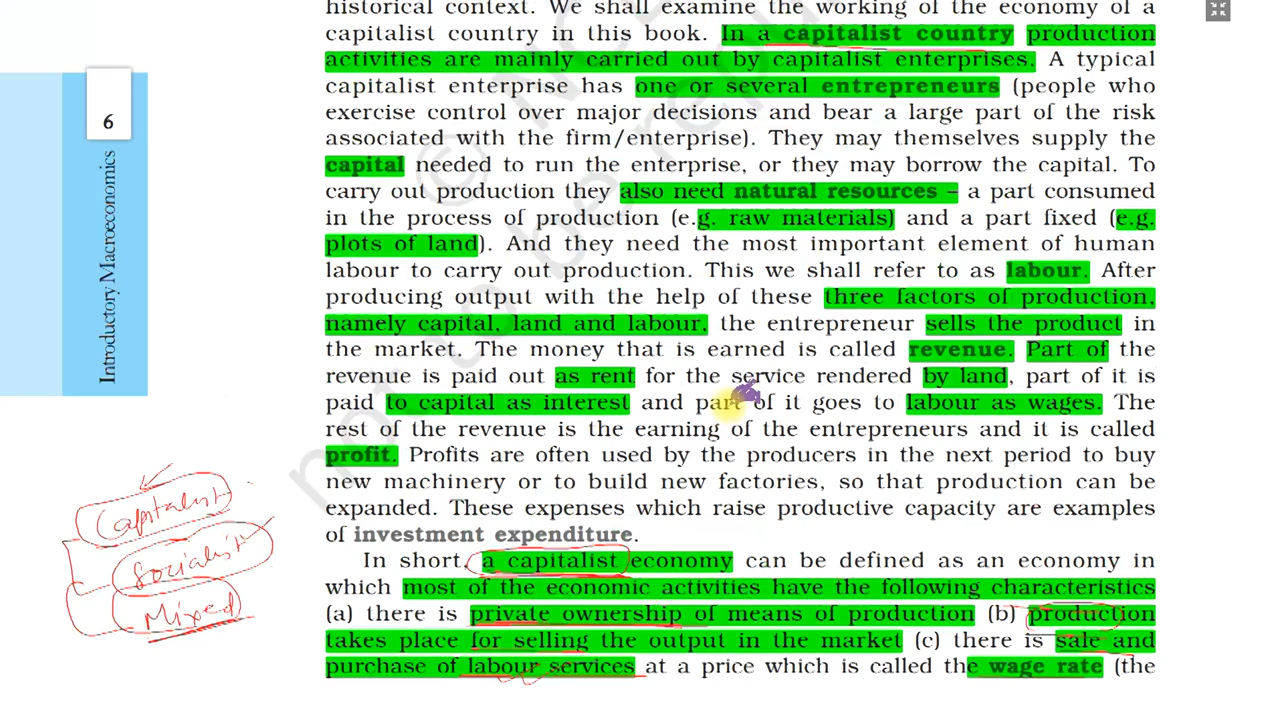 historical context. We shall examine the working of the economy of a
capitalist country in this book. In a capitalist country production
activities are mainly carried out by capitalist enterprises. A typical
capitalist enterprise has one or several entrepreneurs (people who
exercise control over major decisions and bear a large part of the risk
associated with the firm/enterprise). They may themselves supply the
capital needed to run the enterprise, or they may borrow the capital. To
carry out production they also need natural resources – a part consumed
in the process of production (e.g. raw materials) and a part fixed (e.g.
plots of land). And they need the most important element of human
labour to carry out production. This we shall refer to as labour. After
producing output with the help of these three factors of production,
namely capital, land and labour, the entrepreneur sells the product in
the market. The money that is earned is called revenue. Part of the
revenue is paid out as rent for the service rendered by land, part of it is
paid to capital as interest and part of it goes to labour as wages. The
rest of the revenue is the earning of the entrepreneurs and it is called
profit. Profits are often used by the producers in the next period to buy
new machinery or to build new factories, so that production can be
expanded. These expenses which raise productive capacity are examples
of investment expenditure.
In short, a capitalist economy can be defined as an economy in
which most of the economic activities have the following characteristics
(a) there is private ownership of means of production (b) production
takes place for selling the output in the market (c) there is sale and
purchase of labour services at a price which is called the wage rate (the
6
Introductory Macroeconomics
Capitalist
Socialist
Mixed
not to be repu
© NC